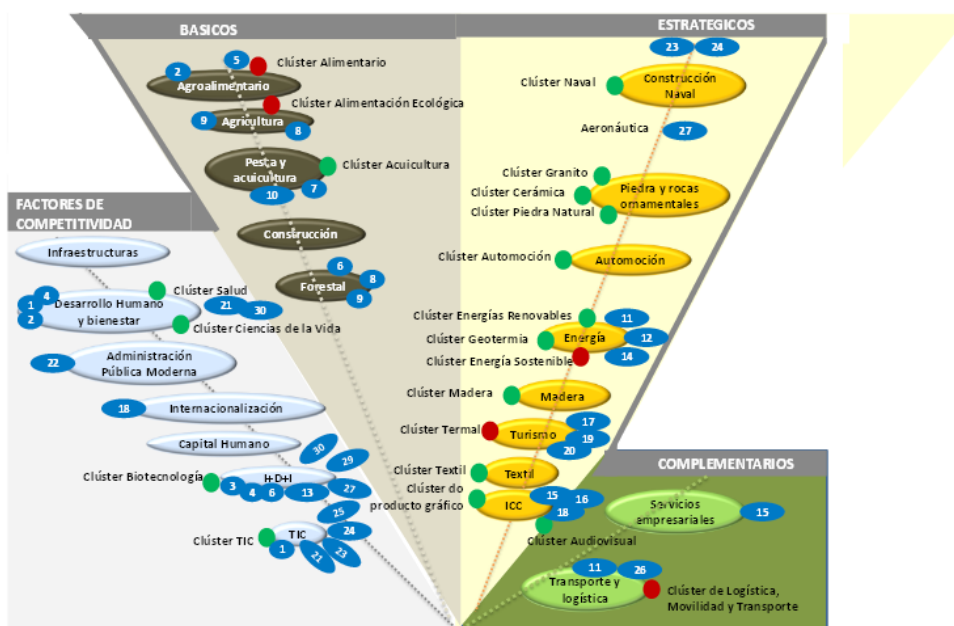 BASICOS
ESTRATEGICOS
5
Clúster Alimentario
2
Agroalimentario
Clúster Alimentación Ecológica
9
Agricultura
8
Pesta y
acuicultura
Clúster Acuicultura
10
7
Construcción
6
8
Forestal
9
23
24
Clúster Naval
Construcción
Naval
Aeronáutica
27
Clúster Granito
Clúster Cerámica
Clúster Piedra Natural
Piedra y rocas
ornamentales
Clúster Automoción
Automoción
Clúster Energías Renovables
11
Clúster Geotermia
Energía
12
Clúster Energía Sostenible
14
Clúster Madera
Madera
Clúster Termal
Turismo
17
19
20
Clúster Textil
Textil
Clúster do
producto gráfico
ICC
15
16
18
Clúster Audiovisual
FACTORES DE
COMPETITIVIDAD
Infraestructuras
Clúster Salud
4
1
2
Desarrollo Humano
y bienestar
21
30
Clúster Ciencias de la Vida
22
Administración
Pública Moderna
18
Internacionalización
Capital Humano
30
29
Clúster Biotecnología
I+D+I
3
4
6
13
27
25
Clúster TIC
TIC
24
1
21
23
COMPLEMENTARIOS
Servicios
empresariales
15
11
26
Transporte y
logística
Clúster de Logística,
Movilidad y Transporte